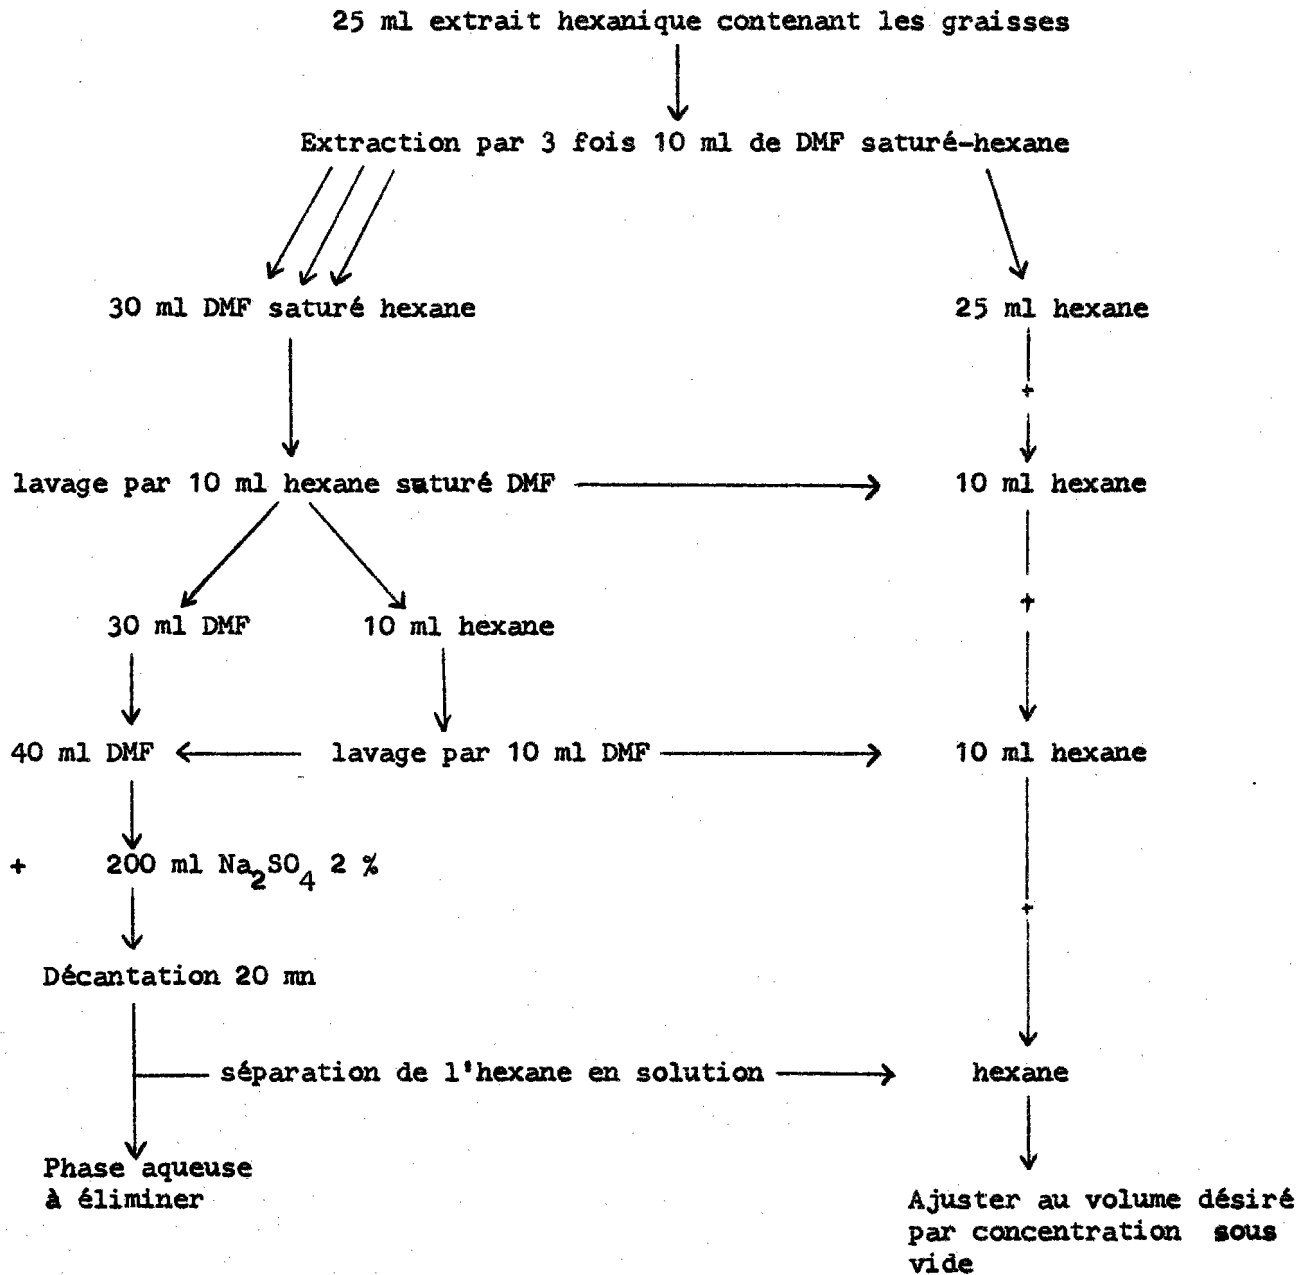 25 ml extrait hexanique contenant les graisses
Extraction par 3 fois 10 ml de DMF saturé-hexane
30 ml DMF saturé hexane
25 ml hexane
+
lavage par 10 ml hexane saturé DMF
10 ml hexane
+
30 ml DMF
10 ml hexane
40 ml DMF
lavage par 10 ml DMF
10 ml hexane
+ 200 ml Na2SO4 2 %
+
Décantation 20 mn
séparation de l'hexane en solution
hexane
Phase aqueuse
à éliminer
Ajuster au volume désiré
par concentration sous
vide